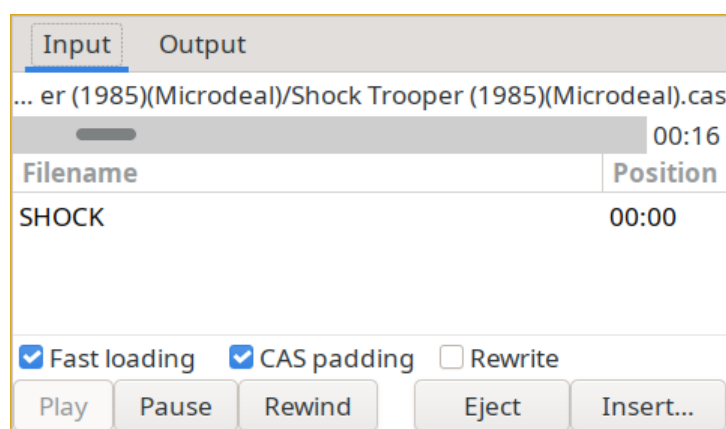 Input Output
... er (1985)(Microdeal)/Shock Trooper (1985)(Microdeal).cas
00:16
Filename Position
SHOCK 00:00
Fast loading CAS padding Rewrite
Play Pause Rewind Eject Insert...